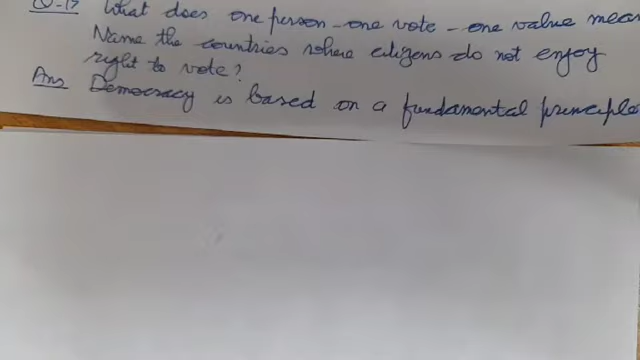 Q-17 What does one person - one vote - one value mean
Name the countries where citizens do not enjoy
right to vote?
Ans Democracy is based on a fundamental principle